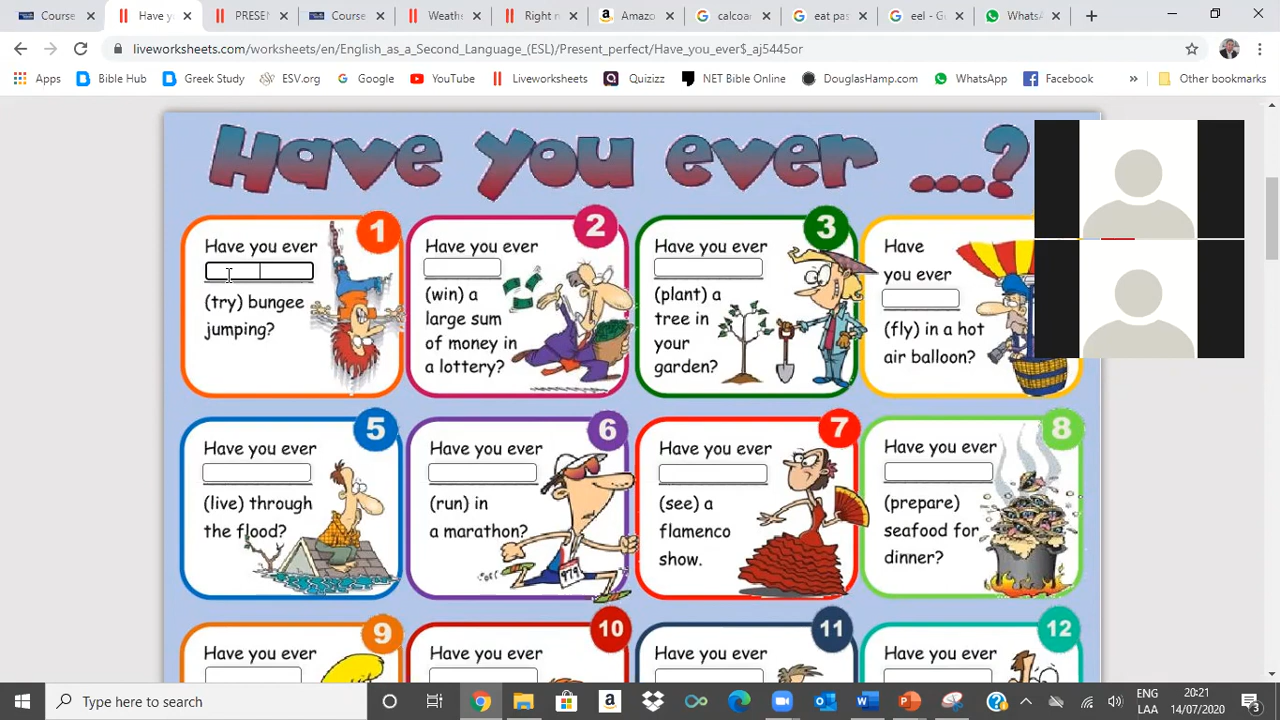 Course
Have y
PRESEN
Course
Weathe
Right n
Amazo
calcoar
eat pas
eel - G
WhatsA
liveworksheets.com/worksheets/en/English_as_a_Second_Language_(ESL)/Present_perfect/Have_you_ever$_aj5445or
Apps
Bible Hub
Greek Study
ESV.org
Google
YouTube
Liveworksheets
Quizizz
NET Bible Online
DouglasHamp.com
WhatsApp
Facebook
»
Other bookmarks
Have you ever ...?
1
Have you ever
(try) bungee
jumping?
2
Have you ever
(win) a
large sum
of money in
a lottery?
3
Have you ever
(plant) a
tree in
your
garden?
Have
you ever
(fly) in a hot
air balloon?
5
Have you ever
(live) through
the flood?
6
Have you ever
(run) in
a marathon?
979
7
Have you ever
(see) a
flamenco
show.
8
Have you ever
(prepare)
seafood for
dinner?
9
Have you ever
10
Have you ever
11
Have you ever
12
Have you ever
Type here to search
ENG
LAA
20:21
14/07/2020
3